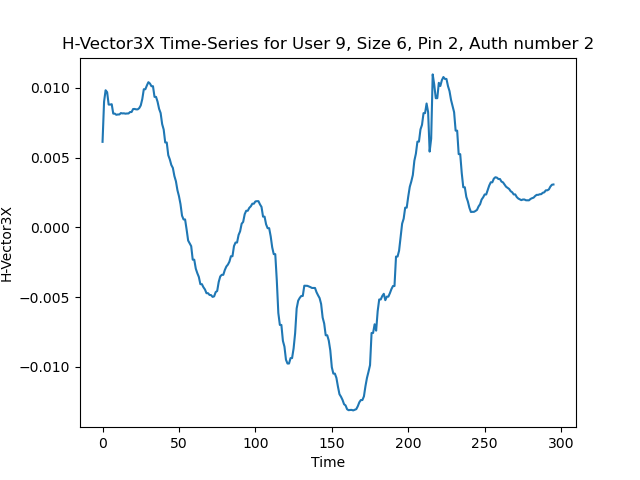 H-Vector3X Time-Series for User 9, Size 6, Pin 2, Auth number 2
0.010
0.005
0.000
−0.005
−0.010
H-Vector3X
0 50 100 150 200 250 300
Time